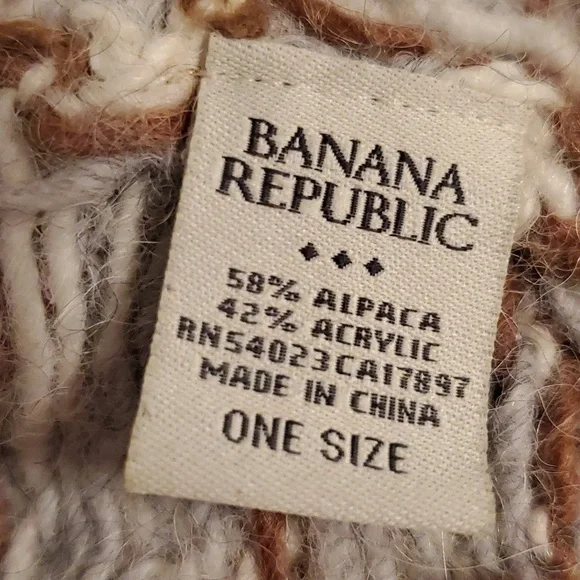 BANANA
REPUBLIC
58% ALPACA
42% ACRYLIC
RN54023CA17897
MADE IN CHINA
ONE SIZE